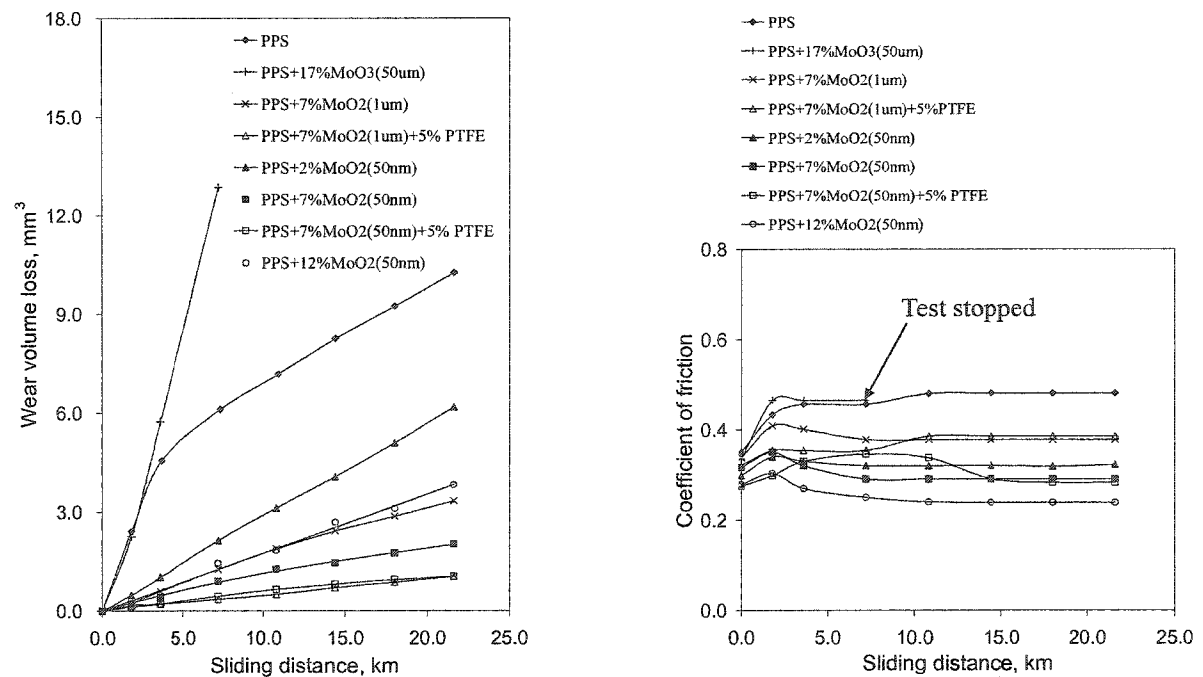 18.0
15.0
12.0
9.0
6.0
3.0
0.0
Wear volume loss, mm3
PPS
PPS+17%MoO3(50um)
PPS+7%MoO2(1um)
PPS+7%MoO2(1um)+5% PTFE
PPS+2%MoO2(50nm)
PPS+7%MoO2(50nm)
PPS+7%MoO2(50nm)+5% PTFE
PPS+12%MoO2(50nm)
0.0 5.0 10.0 15.0 20.0 25.0
Sliding distance, km
PPS
PPS+17%MoO3(50um)
PPS+7%MoO2(1um)
PPS+7%MoO2(1um)+5%PTFE
PPS+2%MoO2(50nm)
PPS+7%MoO2(50nm)
PPS+7%MoO2(50nm)+5% PTFE
PPS+12%MoO2(50nm)
0.8
0.6
0.4
0.2
0.0
Coefficient of friction
Test stopped
0.0 5.0 10.0 15.0 20.0 25.0
Sliding distance, km